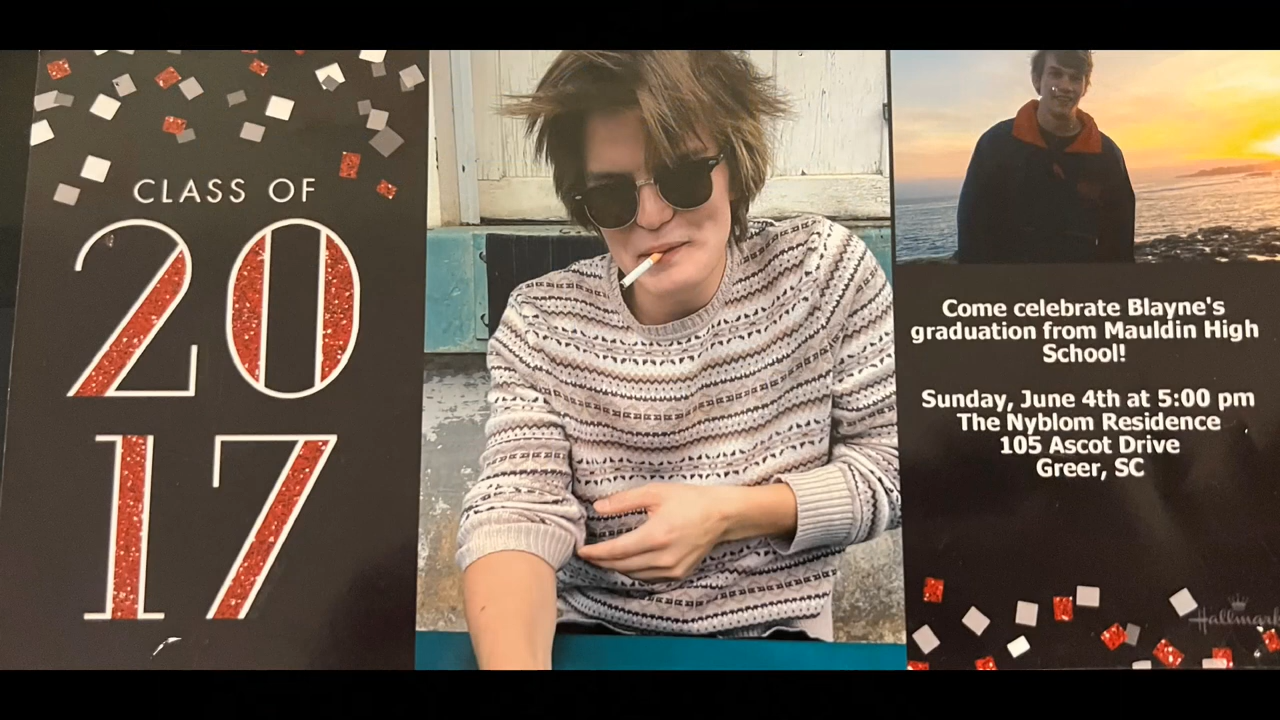 CLASS OF
20
17
Come celebrate Blayne's
graduation from Mauldin High
School!
Sunday, June 4th at 5:00 pm
The Nyblom Residence
105 Ascot Drive
Greer, SC
Hallmark